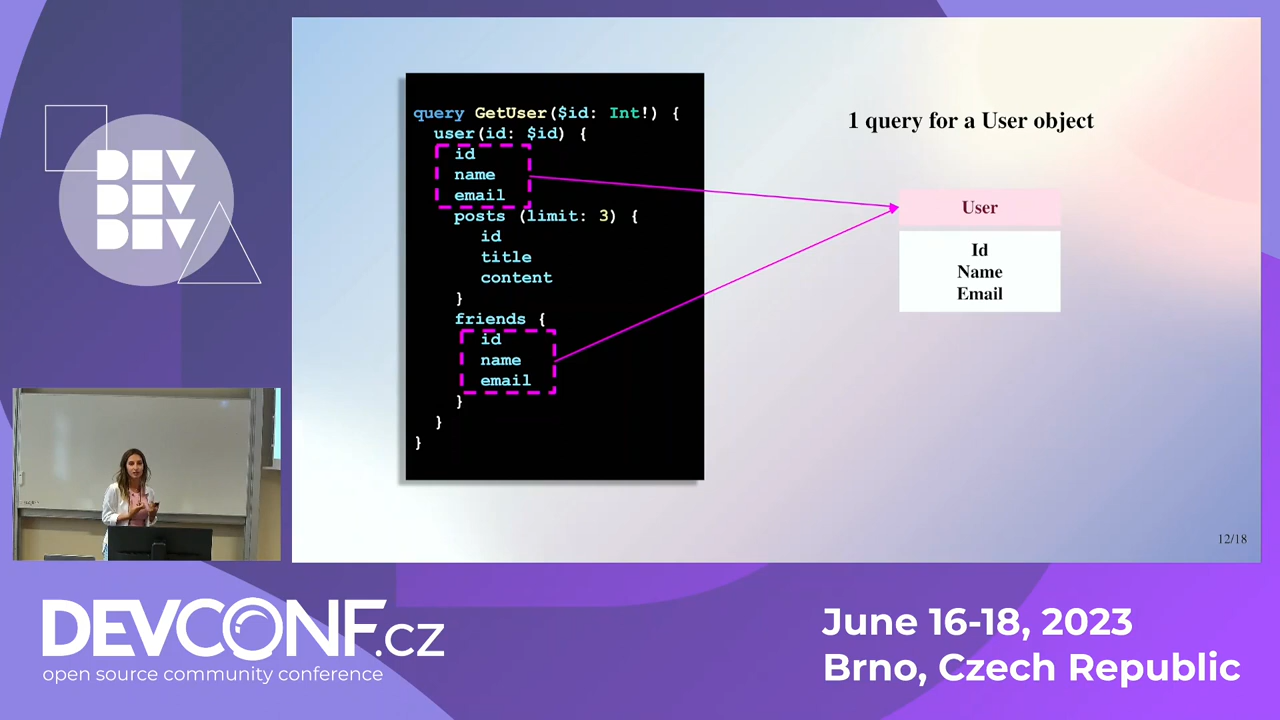 DEV
DEV
DEV
query GetUser($id: Int!) {
user(id: $id) {
id
name
email
posts (limit: 3) {
id
title
content
}
friends {
id
name
email
}
}
}
1 query for a User object
User
Id
Name
Email
12/18
DEVCONF.cz
open source community conference
June 16-18, 2023
Brno, Czech Republic